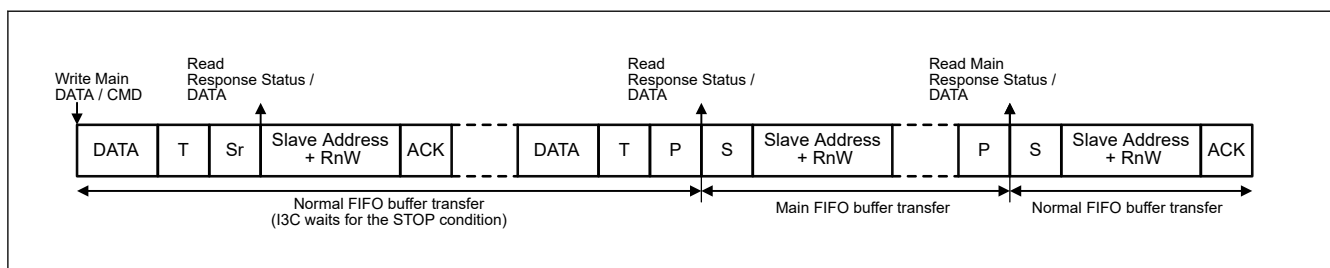 Write Main
DATA / CMD
Read
Response Status /
DATA
Read
Response Status /
DATA
Read Main
Response Status /
DATA
DATA
T
Sr
Slave Address
+ RnW
ACK
DATA
T
P
S
Slave Address
+ RnW
P
S
Slave Address
+ RnW
ACK
Normal FIFO buffer transfer
(I3C waits for the STOP condition)
Main FIFO buffer transfer
Normal FIFO buffer transfer